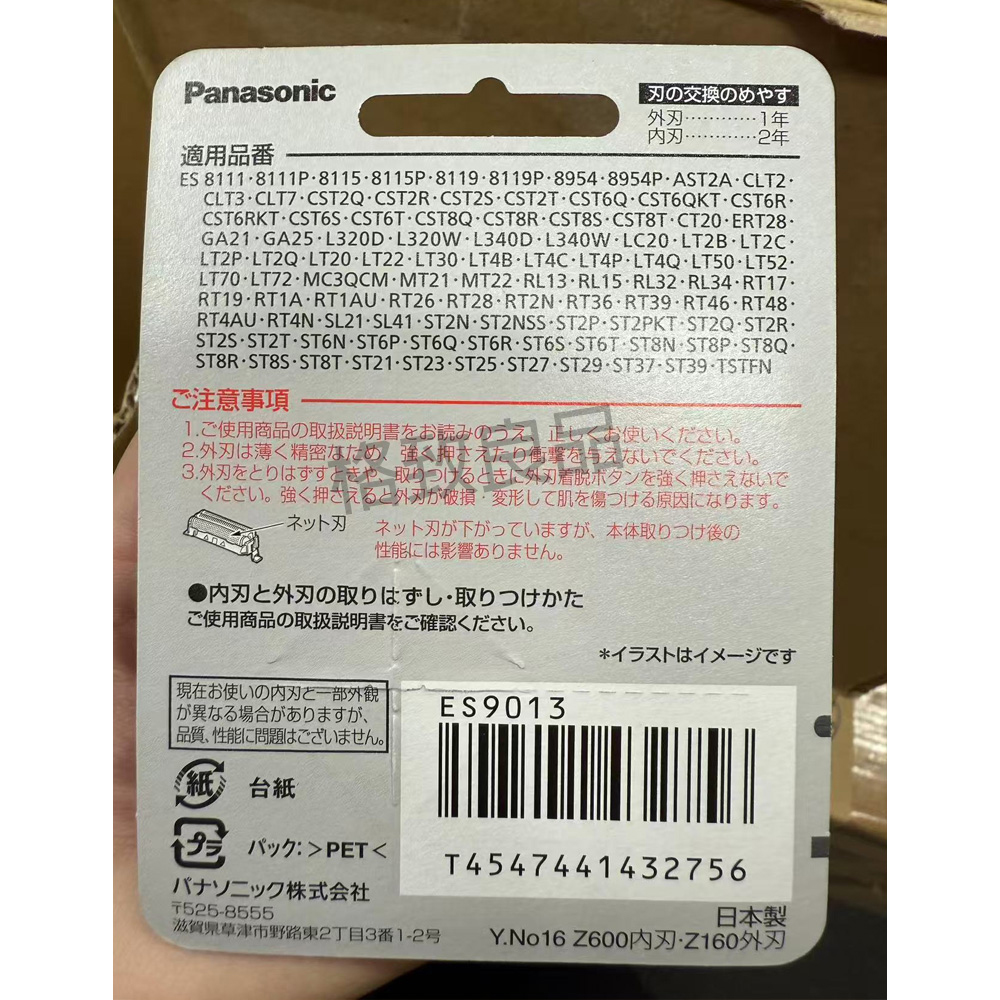 Panasonic
刃の交換のめやす
外刃…………1年
内刃…………2年
適用品番
ES 8111・8111P・8115・8115P・8119・8119P・8954・8954P・AST2A・CLT2・
CLT3・CLT7・CST2Q・CST2R・CST2S・CST2T・CST6Q・CST6QKT・CST6R・
CST6RKT・CST6S・CST6T・CST8Q・CST8R・CST8S・CST8T・CT20・ERT28・
GA21・GA25・L320D・L320W・L340D・L340W・LC20・LT2B・LT2C・
LT2P・LT2Q・LT20・LT22・LT30・LT4B・LT4C・LT4P・LT4Q・LT50・LT52・
LT70・LT72・MC3QCM・MT21・MT22・RL13・RL15・RL32・RL34・RT17・
RT19・RT1A・RT1AU・RT26・RT28・RT2N・RT36・RT39・RT46・RT48・
RT4AU・RT4N・SL21・SL41・ST2N・ST2NSS・ST2P・ST2PKT・ST2Q・ST2R・
ST2S・ST2T・ST6N・ST6P・ST6Q・ST6R・ST6S・ST6T・ST8N・ST8P・ST8Q・
ST8R・ST8S・ST8T・ST21・ST23・ST25・ST27・ST29・ST37・ST39・TSTFN
ご注意事項
1.ご使用商品の取扱説明書をお読みのうえ、正しくお使いください。
2.外刃は薄く精密なため、強く押さえたり衝撃を与えないでください。
3.外刃をとりはずすときや、取りつけるときに外刃着脱ボタンを強く押さえないで
ください。強く押さえると外刃が破損・変形して肌を傷つける原因になります。
格致良品
ネット刃
ネット刃が下がっていますが、本体取りつけ後の
性能には影響ありません。
●内刃と外刃の取りはずし・取りつけかた
ご使用商品の取扱説明書をご確認ください。
*イラストはイメージです
現在お使いの内刃と一部外観
が異なる場合がありますが、
品質、性能に問題はございません。
ES9013
紙
台紙
プラ
パック:>PET<
T4547441432756
パナソニック株式会社
〒525-8555
滋賀県草津市野路東2丁目3番1-2号
日本製
Y.No16 Z600内刃・Z160外刃